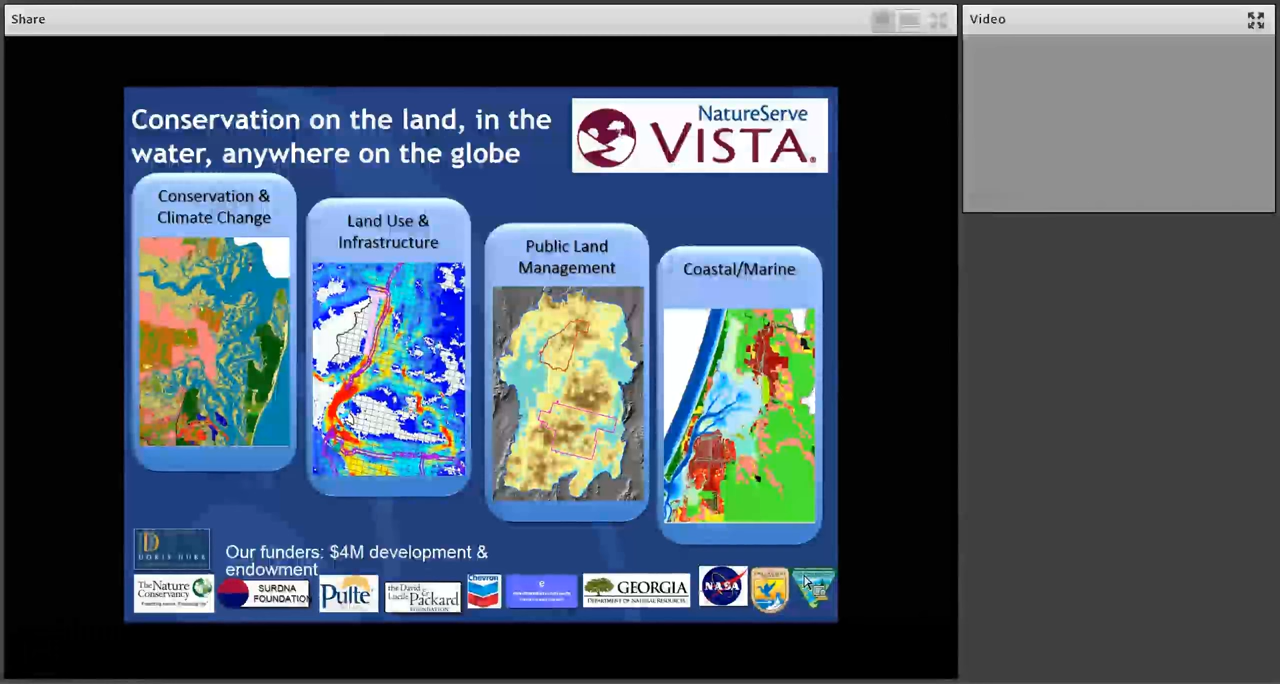 Share
Video
Conservation on the land, in the
water, anywhere on the globe
NatureServe
VISTA®
Conservation &
Climate Change
Land Use &
Infrastructure
Public Land
Management
Coastal/Marine
Our funders: $4M development &
endowment
D
DORIS DUKE
The Nature
Conservancy
SURDNA
FOUNDATION
Pulte
the David &
Lucile Packard
FOUNDATION
Chevron
e
GEORGIA
DEPARTMENT OF NATURAL RESOURCES
NASA